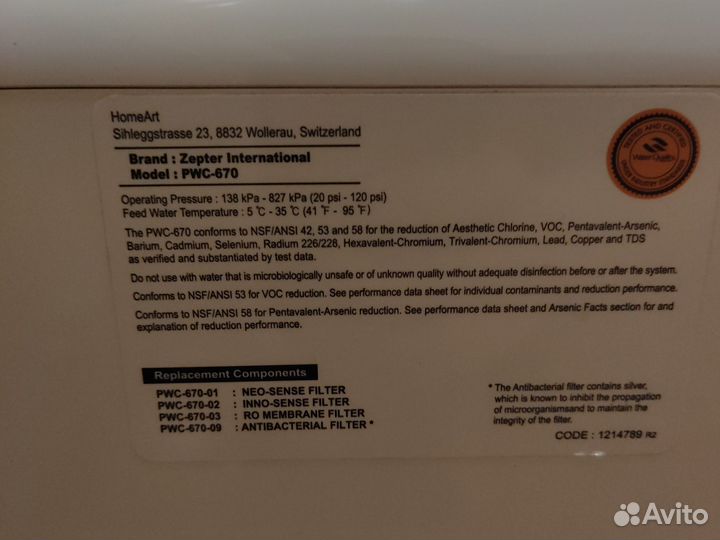 HomeArt
Sihleggstrasse 23, 8832 Wollerau, Switzerland
Brand : Zepter International
Model : PWC-670
Operating Pressure : 138 kPa - 827 kPa (20 psi - 120 psi)
Feed Water Temperature : 5 ℃ - 35 ℃ (41 ℉ - 95 ℉)
The PWC-670 conforms to NSF/ANSI 42, 53 and 58 for the reduction of Aesthetic Chlorine, VOC, Pentavalent-Arsenic,
Barium, Cadmium, Selenium, Radium 226/228, Hexavalent-Chromium, Trivalent-Chromium, Lead, Copper and TDS
as verified and substantiated by test data.
Do not use with water that is microbiologically unsafe or of unknown quality without adequate disinfection before or after the system.
Conforms to NSF/ANSI 53 for VOC reduction. See performance data sheet for individual contaminants and reduction performance.
Conforms to NSF/ANSI 58 for Pentavalent-Arsenic reduction. See performance data sheet and Arsenic Facts section for and
explanation of reduction performance.
Replacement Components
PWC-670-01 : NEO-SENSE FILTER
PWC-670-02 : INNO-SENSE FILTER
PWC-670-03 : RO MEMBRANE FILTER
PWC-670-09 : ANTIBACTERIAL FILTER *
* The Antibacterial filter contains silver,
which is known to inhibit the propagation
of microorganismsand to maintain the
integrity of the filter.
CODE : 1214789 R2
TESTED AND CERTIFIED
Water Quality
UNDER INDUSTRY STANDARDS
Avito